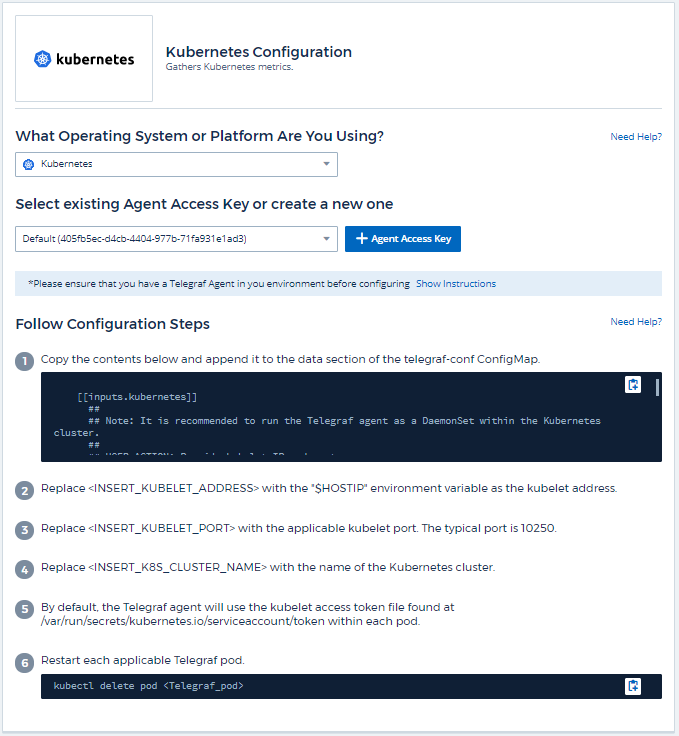 kubernetes
Kubernetes Configuration
Gathers Kubernetes metrics.
What Operating System or Platform Are You Using?
Need Help?
Kubernetes
Select existing Agent Access Key or create a new one
Default (405fb5ec-d4cb-4404-977b-71fa931e1ad3)
Agent Access Key
*Please ensure that you have a Telegraf Agent in you environment before configuring Show Instructions
Follow Configuration Steps
Need Help?
1 Copy the contents below and append it to the data section of the telegraf-conf ConfigMap.
[[inputs.kubernetes]]
##
## Note: It is recommended to run the Telegraf agent as a DaemonSet within the Kubernetes
cluster.
##
2 Replace <INSERT_KUBELET_ADDRESS> with the "$HOSTIP" environment variable as the kubelet address.
3 Replace <INSERT_KUBELET_PORT> with the applicable kubelet port. The typical port is 10250.
4 Replace <INSERT_K8S_CLUSTER_NAME> with the name of the Kubernetes cluster.
5 By default, the Telegraf agent will use the kubelet access token file found at
/var/run/secrets/kubernetes.io/serviceaccount/token within each pod.
6 Restart each applicable Telegraf pod.
kubectl delete pod <Telegraf_pod>